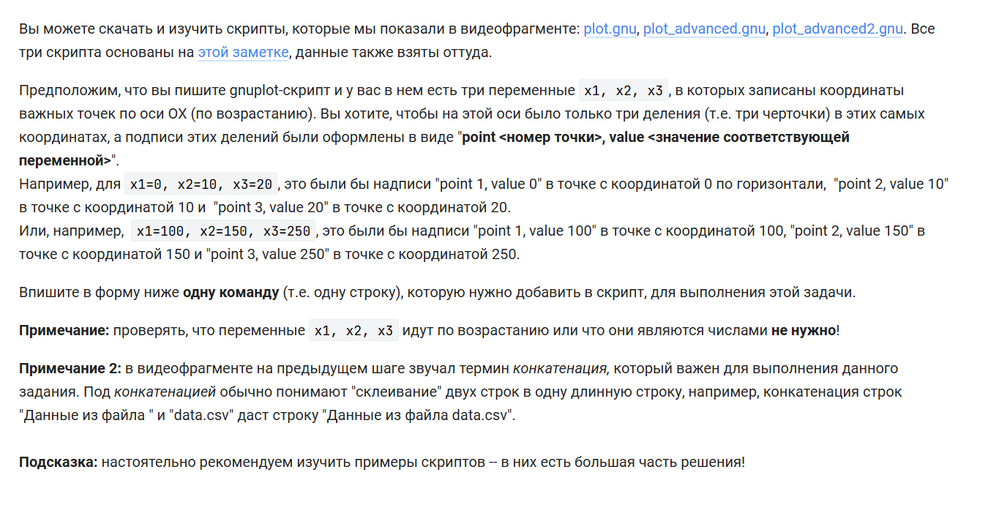 Вы можете скачать и изучить скрипты, которые мы показали в видеофрагменте: plot.gnu, plot_advanced.gnu, plot_advanced2.gnu. Все
три скрипта основаны на этой заметке, данные также взяты оттуда.
Предположим, что вы пишите gnuplot-скрипт и у вас в нем есть три переменные x1, x2, x3, в которых записаны координаты
важных точек по оси OX (по возрастанию). Вы хотите, чтобы на этой оси было только три деления (т.е. три черточки) в этих самых
координатах, а подписи этих делений были оформлены в виде "point <номер точки>, value <значение соответствующей
переменной>".
Например, для x1=0, x2=10, x3=20, это были бы надписи "point 1, value 0" в точке с координатой 0 по горизонтали, "point 2, value 10"
в точке с координатой 10 и "point 3, value 20" в точке с координатой 20.
Или, например, x1=100, x2=150, x3=250, это были бы надписи "point 1, value 100" в точке с координатой 100, "point 2, value 150" в
точке с координатой 150 и "point 3, value 250" в точке с координатой 250.
Впишите в форму ниже одну команду (т.е. одну строку), которую нужно добавить в скрипт, для выполнения этой задачи.
Примечание: проверять, что переменные x1, x2, x3 идут по возрастанию или что они являются числами не нужно!
Примечание 2: в видеофрагменте на предыдущем шаге звучал термин конкатенация, который важен для выполнения данного
задания. Под конкатенацией обычно понимают "склеивание" двух строк в одну длинную строку, например, конкатенация строк
"Данные из файла " и "data.csv" даст строку "Данные из файла data.csv".
Подсказка: настоятельно рекомендуем изучить примеры скриптов -- в них есть большая часть решения!